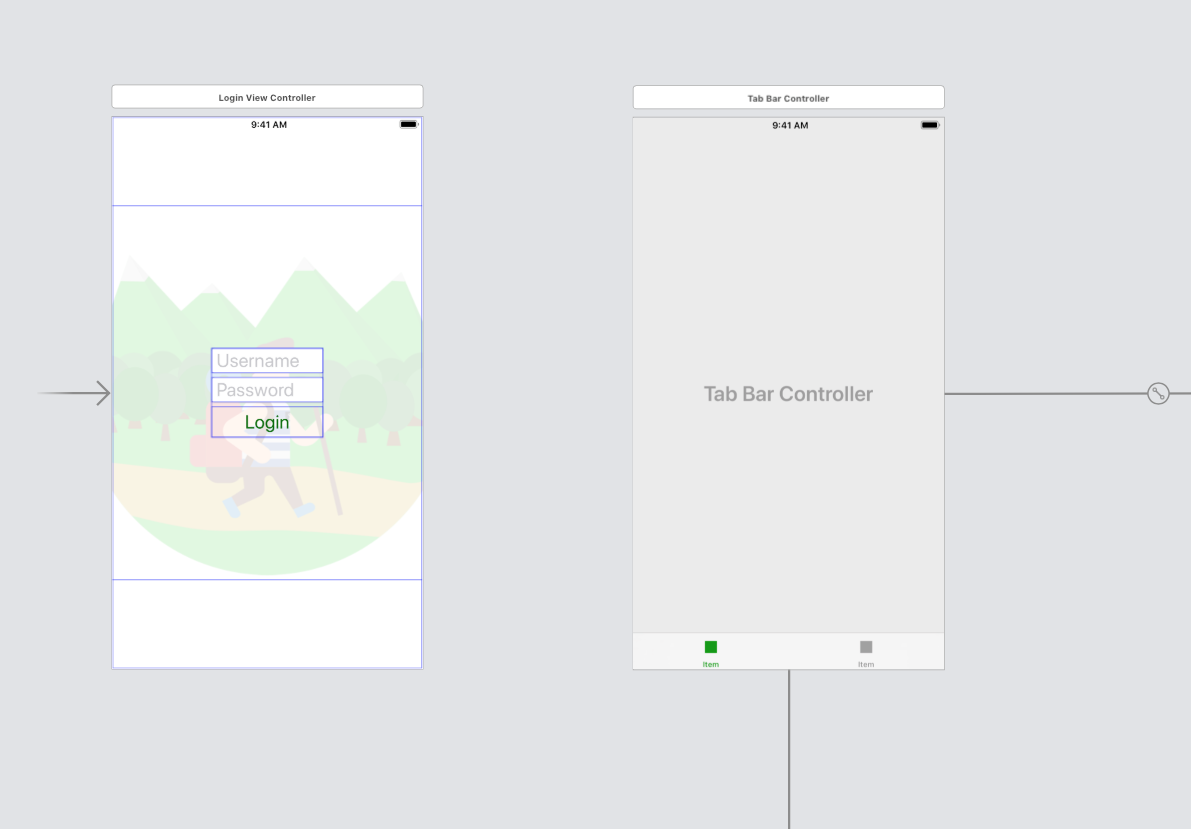 Login View Controller
9:41 AM
Username
Password
Login
Tab Bar Controller
9:41 AM
Tab Bar Controller
Item
Item